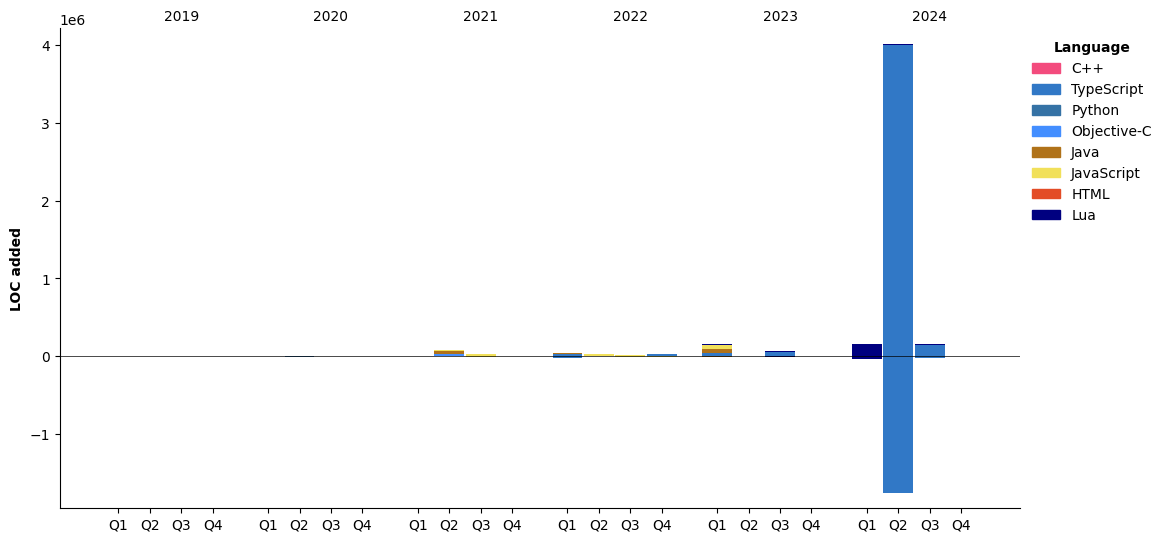 1e6
2019 2020 2021 2022 2023 2024
4
3
2
1
0
−1
LOC added
Q1 Q2 Q3 Q4 Q1 Q2 Q3 Q4 Q1 Q2 Q3 Q4 Q1 Q2 Q3 Q4 Q1 Q2 Q3 Q4 Q1 Q2 Q3 Q4
Language
C++
TypeScript
Python
Objective-C
Java
JavaScript
HTML
Lua